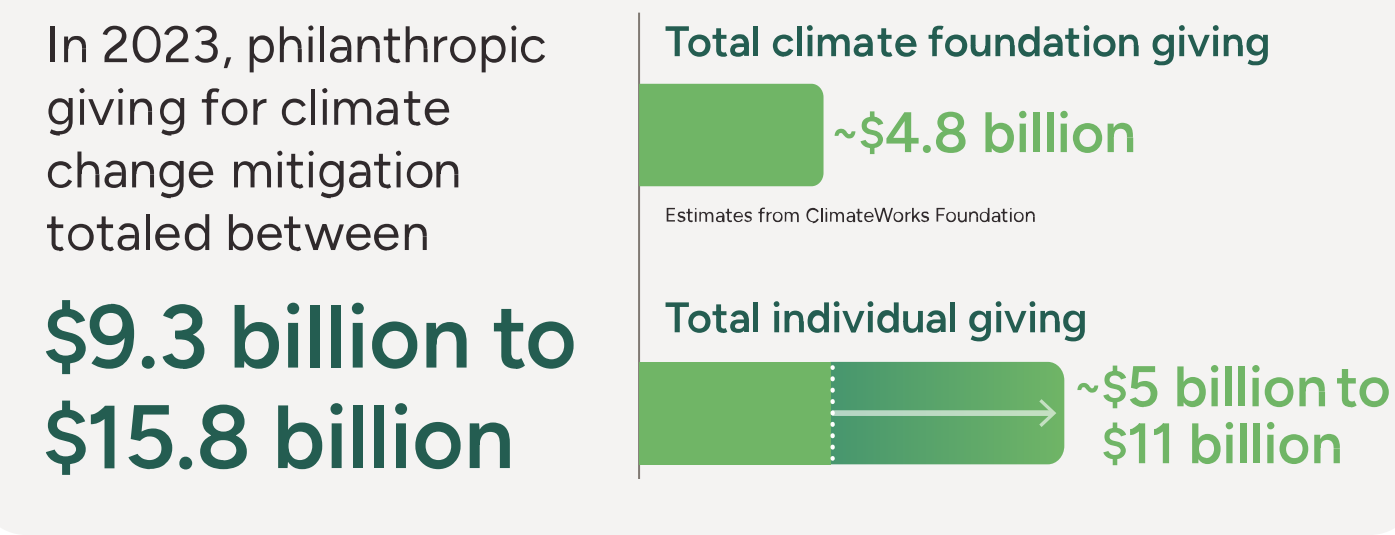 In 2023, philanthropic
giving for climate
change mitigation
totaled between
$9.3 billion to
$15.8 billion
Total climate foundation giving
~$4.8 billion
Estimates from ClimateWorks Foundation
Total individual giving
~$5 billion to
$11 billion